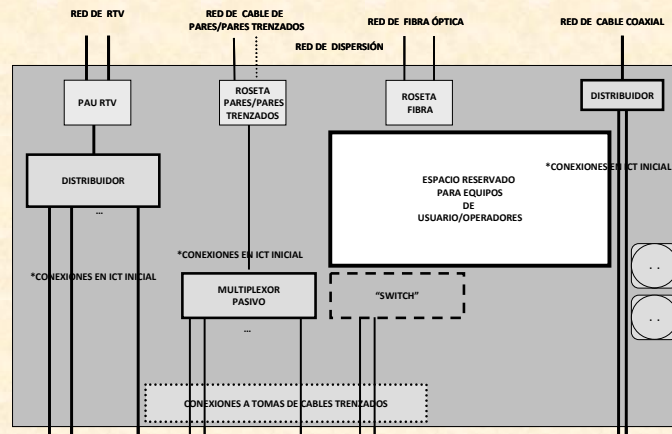 RED DE RTV
RED DE CABLE DE
PARES/PARES TRENZADOS
RED DE FIBRA ÓPTICA
RED DE CABLE COAXIAL
RED DE DISPERSIÓN
PAU RTV
ROSETA
PARES/PARES
TRENZADOS
ROSETA
FIBRA
DISTRIBUIDOR
DISTRIBUIDOR
...
ESPACIO RESERVADO
PARA EQUIPOS
DE
USUARIO/OPERADORES
*CONEXIONES EN ICT INICIAL
*CONEXIONES EN ICT INICIAL
*CONEXIONES EN ICT INICIAL
MULTIPLEXOR
PASIVO
...
“SWITCH”
CONEXIONES A TOMAS DE CABLES TRENZADOS